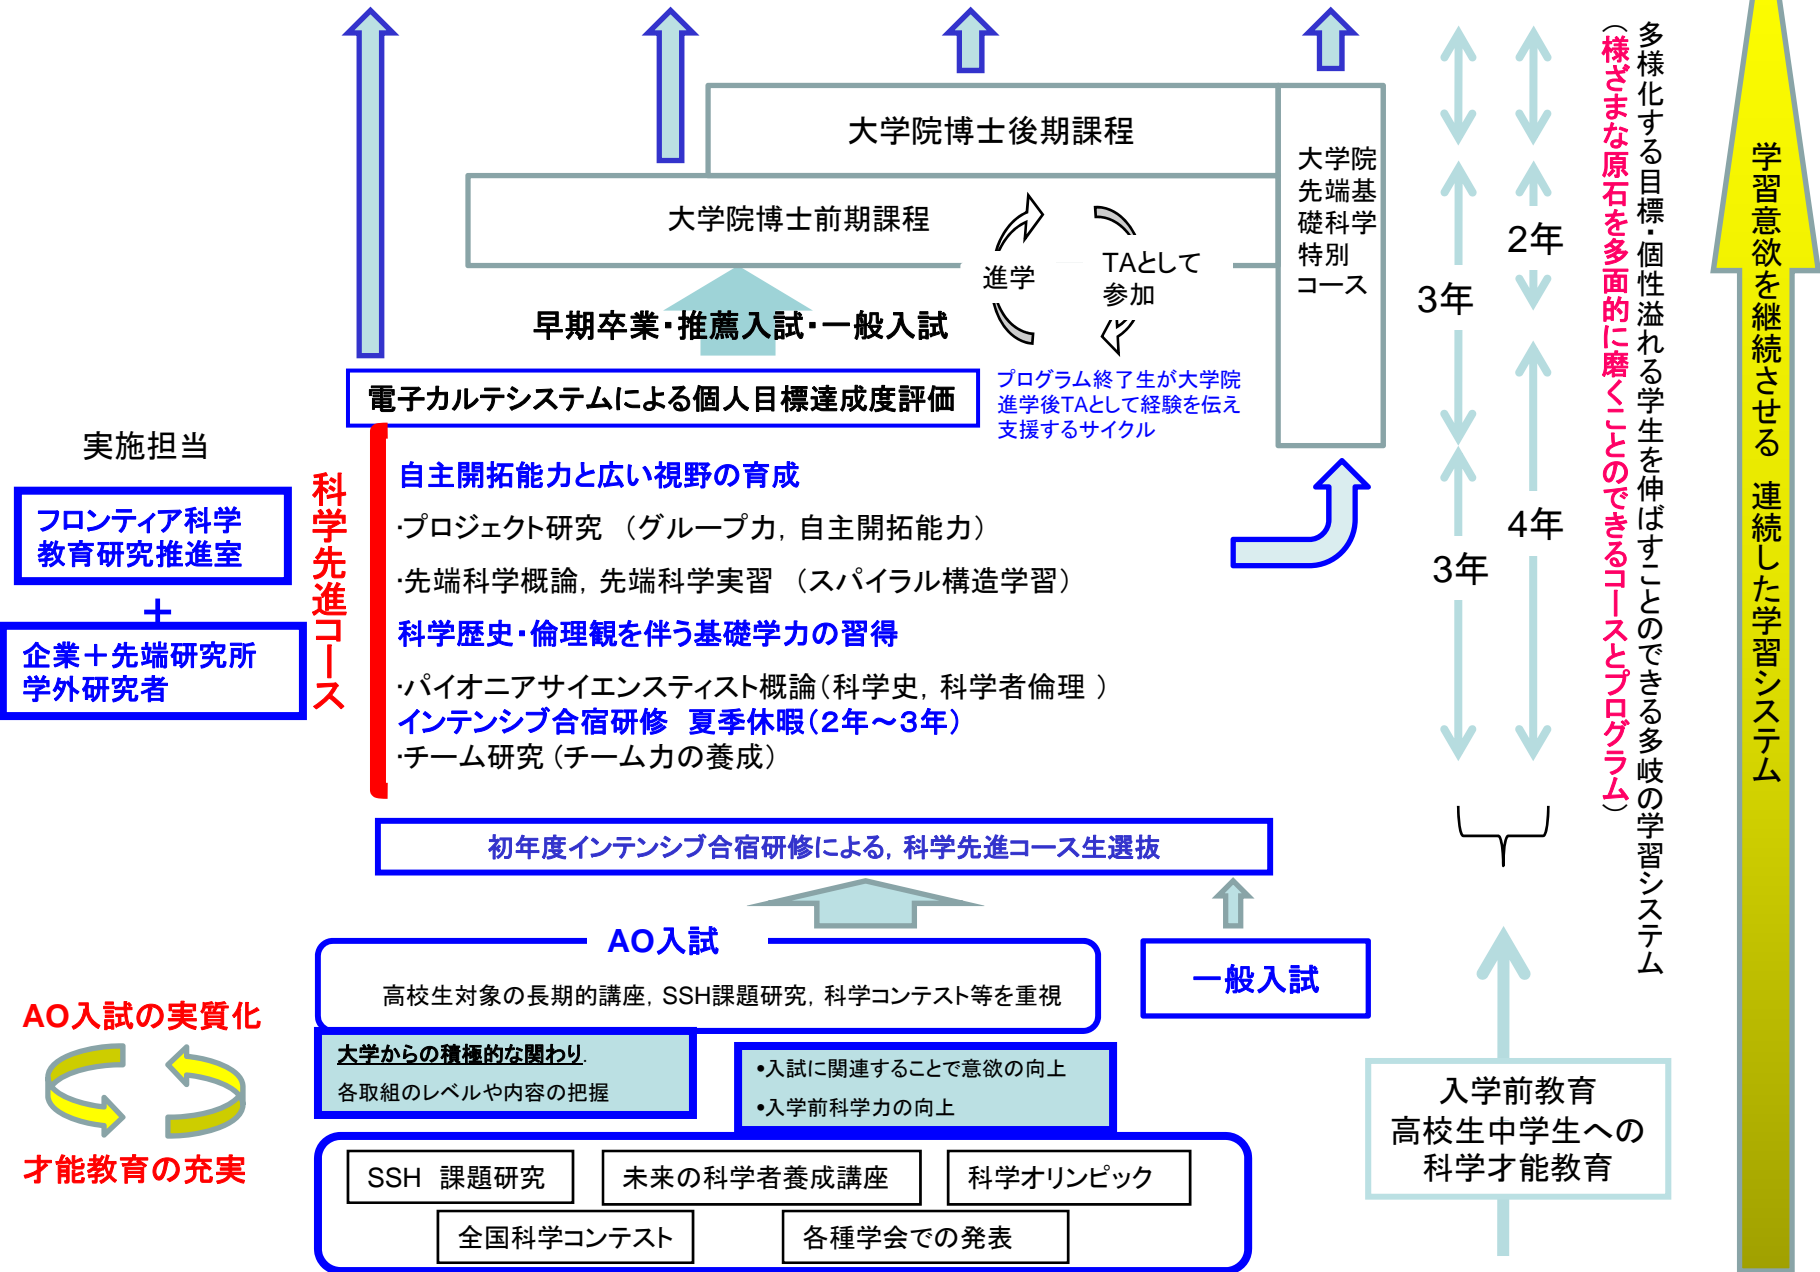 大学院博士後期課程
大学院博士前期課程
大学院
先端基
礎科学
特別
コース
進学
TAとして
参加
早期卒業・推薦入試・一般入試
電子カルテシステムによる個人目標達成度評価
プログラム終了生が大学院
進学後TAとして経験を伝え
支援するサイクル
実施担当
フロンティア科学
教育研究推進室
＋
企業＋先端研究所
学外研究者
科学先進コース
自主開拓能力と広い視野の育成
・プロジェクト研究 （グループ力，自主開拓能力）
・先端科学概論，先端科学実習 （スパイラル構造学習）
科学歴史・倫理観を伴う基礎学力の習得
・パイオニアサイエンスティスト概論（科学史，科学者倫理 ）
インテンシブ合宿研修 夏季休暇（２年～３年）
・チーム研究 （チーム力の養成）
初年度インテンシブ合宿研修による，科学先進コース生選抜
AO入試
高校生対象の長期的講座，SSH課題研究，科学コンテスト等を重視
一般入試
大学からの積極的な関わり．
各取組のレベルや内容の把握
•入試に関連することで意欲の向上
•入学前科学力の向上
AO入試の実質化
才能教育の充実
SSH 課題研究
未来の科学者養成講座
科学オリンピック
全国科学コンテスト
各種学会での発表
3年
2年
3年
4年
入学前教育
高校生中学生への
科学才能教育
多様化する目標・個性溢れる学生を伸ばすことのできる多岐の学習システム
（様ざまな原石を多面的に磨くことのできるコースとプログラム）
学習意欲を継続させる 連続した学習システム